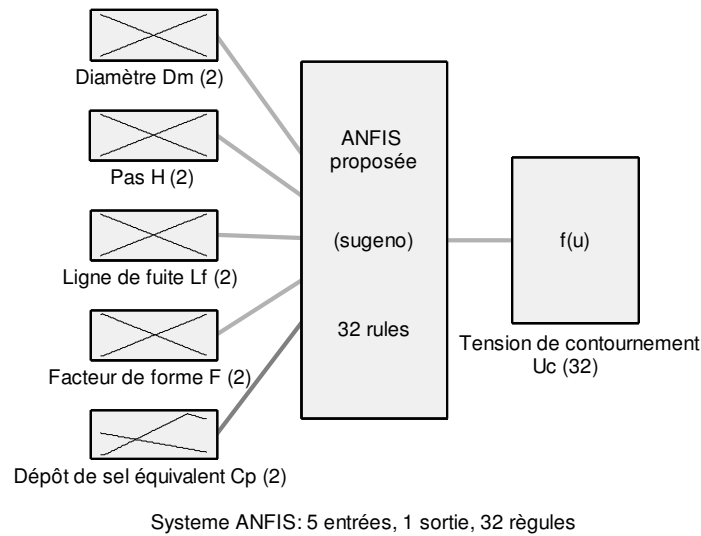 Diamètre Dm (2)
Pas H (2)
Ligne de fuite Lf (2)
Facteur de forme F (2)
Dépôt de sel équivalent Cp (2)
ANFIS
proposée
(sugeno)
32 rules
f(u)
Tension de contournement
Uc (32)
Systeme ANFIS: 5 entrées, 1 sortie, 32 règules